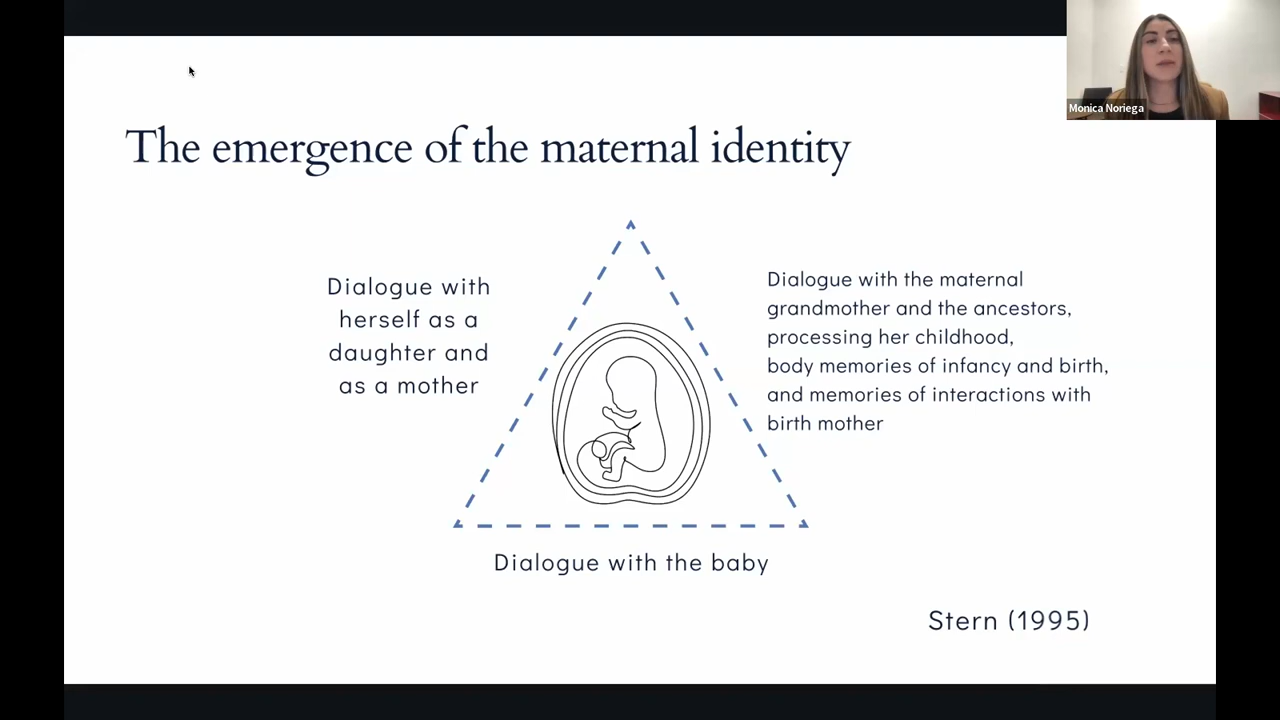 Monica Noriega
The emergence of the maternal identity
Dialogue with
herself as a
daughter and
as a mother
Dialogue with the maternal
grandmother and the ancestors,
processing her childhood,
body memories of infancy and birth,
and memories of interactions with
birth mother
Dialogue with the baby
Stern (1995)